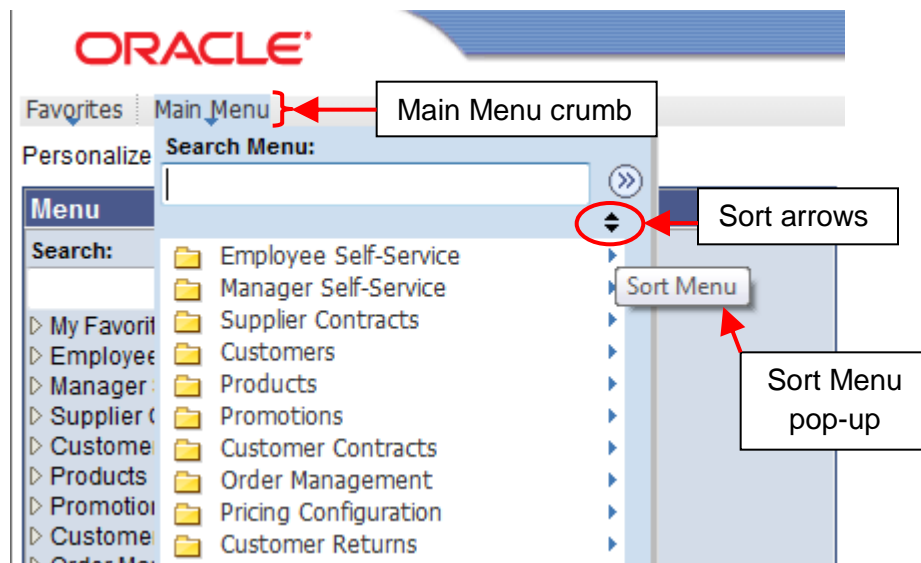 ORACLE
Favorites Main Menu
Main Menu crumb
Personalize
Search Menu:
Menu
Sort arrows
Search:
Employee Self-Service
Manager Self-Service
Sort Menu
Supplier Contracts
My Favorit
Customers
Employee
Products
Manager
Sort Menu
pop-up
Promotions
Supplier
Customer Contracts
Custome
Order Management
Products
Pricing Configuration
Promotion
Customer Returns
Custome